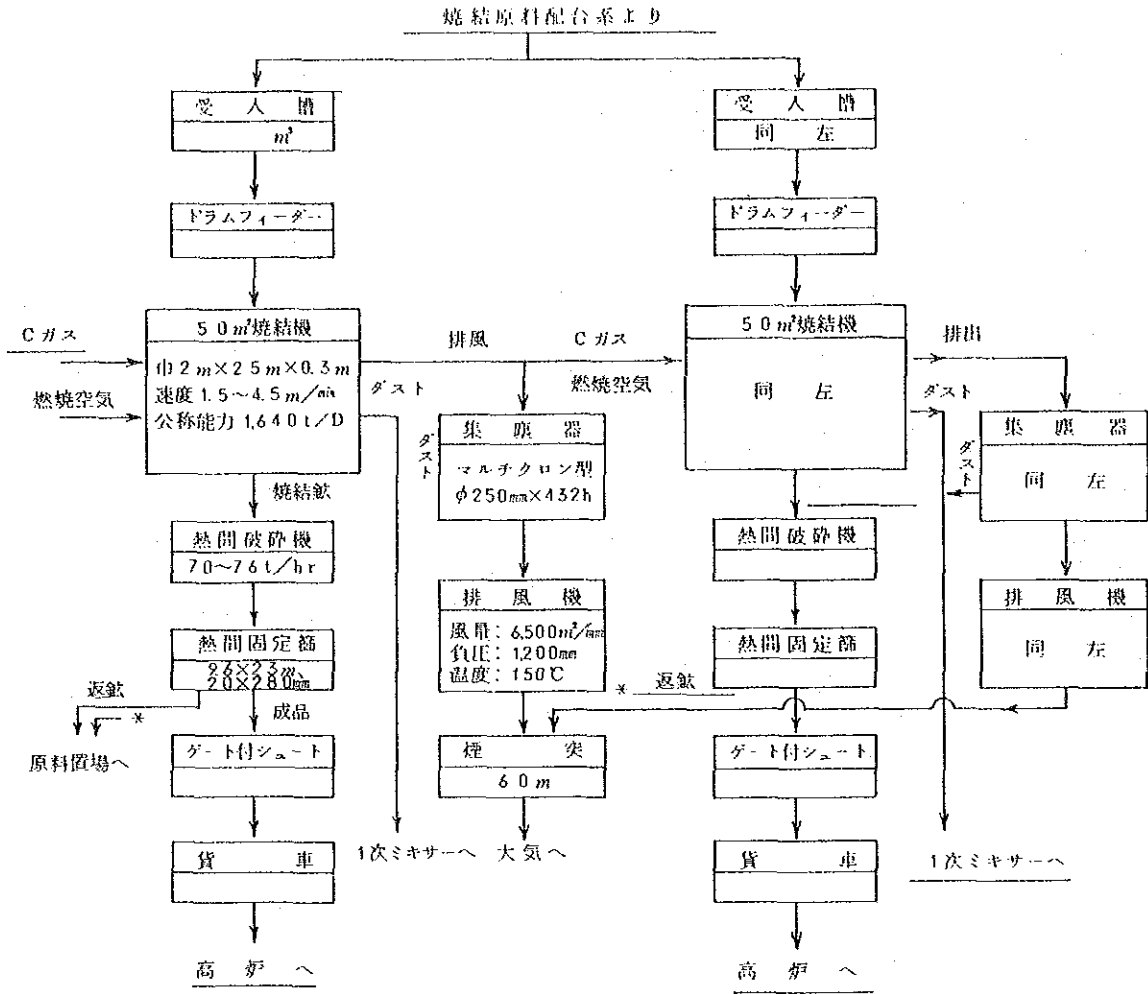 焼結原料配合系より
受入槽
m³
受入槽
同左
ドラムフィーダー
ドラムフィーダー
Cガス
燃焼空気
50m²焼結機
巾2m×25m×0.3m
速度1.5～4.5m/min
公称能力1,640t/D
排風
ダスト
Cガス
燃焼空気
50m²焼結機
同左
排出
ダスト
ダスト
集塵器
マルチクロン型
φ250mm×432h
ダスト
集塵器
同左
焼結鉱
熱間破砕機
70～76t/hr
熱間破砕機
排風機
風量：6,500m³/min
負圧：1,200mm
温度：150℃
排風機
同左
熱間固定篩
9.6×2.3m,
20×280mm
熱間固定篩
返鉱
*
成品
* 返鉱
原料置場へ
ゲート付シュート
煙突
60m
ゲート付シュート
貨車
1次ミキサーへ
大気へ
貨車
1次ミキサーへ
高炉へ
高炉へ